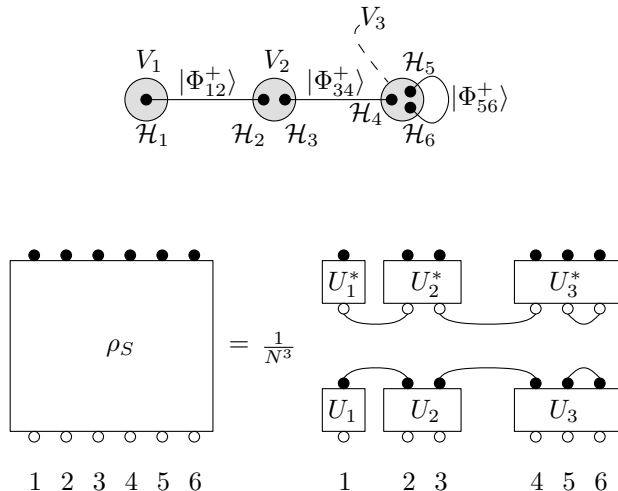 V₃
V₁ |Φ⁺₁₂⟩ V₂ |Φ⁺₃₄⟩ ℋ₅
ℋ₁ ℋ₂ ℋ₃ ℋ₄ ℋ₆ |Φ⁺₅₆⟩
U₁* U₂* U₃*
ρ_S = 1/N³
U₁ U₂ U₃
1 2 3 4 5 6 1 2 3 4 5 6